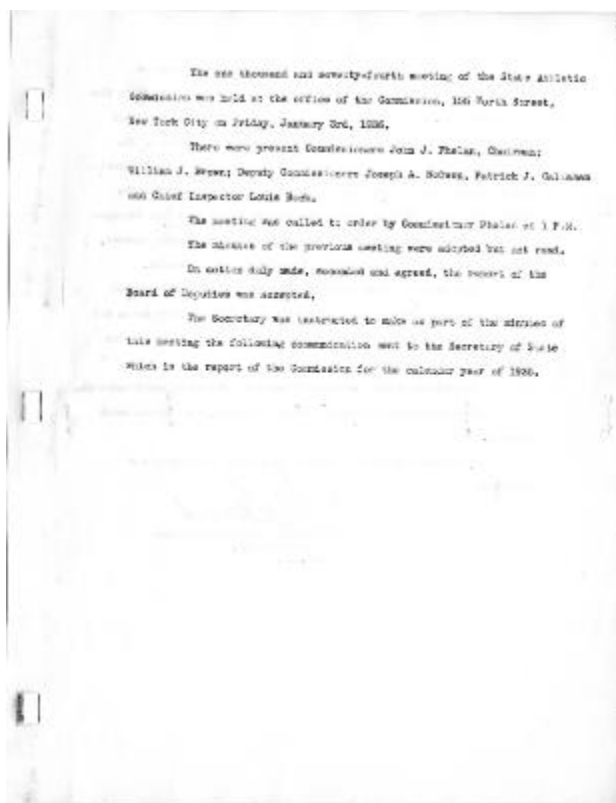 The one thousand and seventy-fourth meeting of the State Athletic
Commission was held at the office of the Commission, 156 Worth Street,
New York City on Friday, January 3rd, 1936.
There were present Commissioners John J. Phelan, Chairman;
William J. Brown; Deputy Commissioners Joseph A. McOwen, Patrick J. Callahan
and Chief Inspector Louis Beck.
The meeting was called to order by Commissioner Phelan at 1 P.M.
The minutes of the previous meeting were adopted but not read.
On motion duly made, seconded and agreed, the report of the
Board of Deputies was accepted.
The Secretary was instructed to make as part of the minutes of
this meeting the following communication sent to the Secretary of State
which is the report of the Commission for the calendar year of